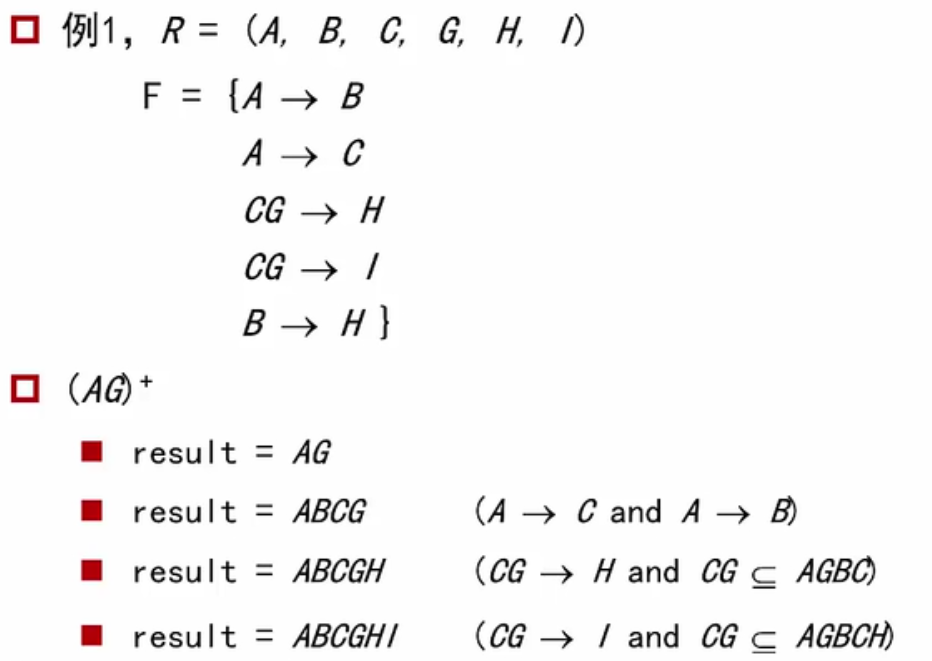 例1，R = (A, B, C, G, H, I)
F = {A → B
A → C
CG → H
CG → I
B → H }
(AG)⁺
result = AG
result = ABCG (A → C and A → B)
result = ABCGH (CG → H and CG ⊆ AGBC)
result = ABCGHI (CG → I and CG ⊆ AGBCH)